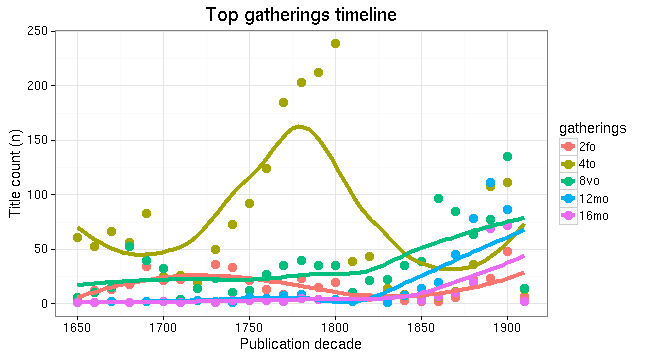 Top gatherings timeline
Title count (n)
250
200
150
100
50
0
1650
1700
1750
1800
1850
1900
Publication decade
gatherings
2fo
4to
8vo
12mo
16mo